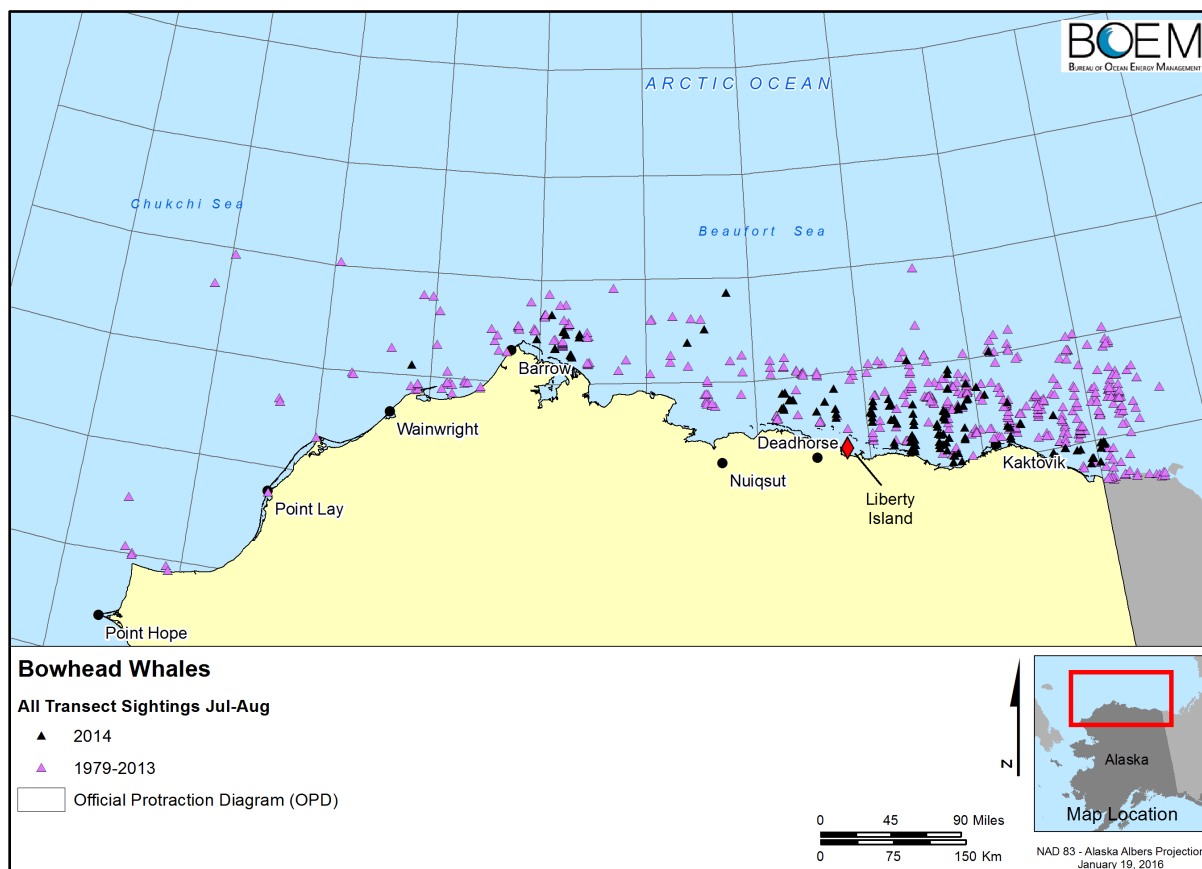 BOEM
BUREAU OF OCEAN ENERGY MANAGEMENT
ARCTIC OCEAN
Chukchi Sea
Beaufort Sea
Barrow
Wainwright
Deadhorse
Kaktovik
Nuiqsut
Liberty
Island
Point Lay
Point Hope
Bowhead Whales
All Transect Sightings Jul-Aug
2014
1979-2013
Official Protraction Diagram (OPD)
N
0 45 90 Miles
0 75 150 Km
Alaska
Map Location
NAD 83 - Alaska Albers Projection
January 19, 2016